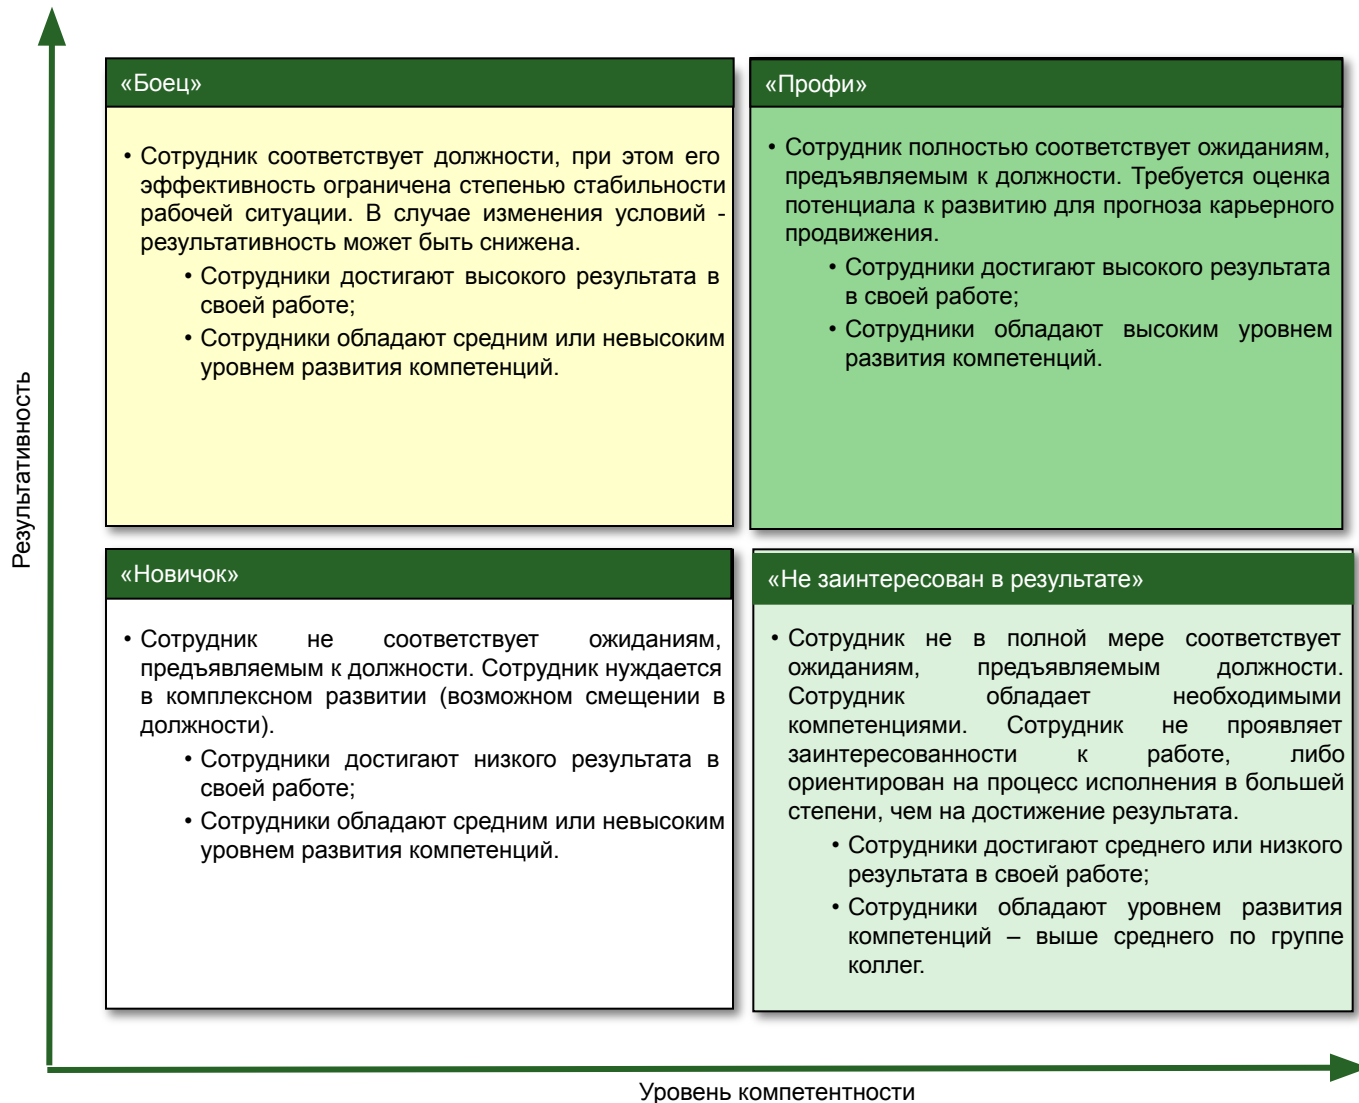 Результативность
«Боец»
• Сотрудник соответствует должности, при этом его
эффективность ограничена степенью стабильности
рабочей ситуации. В случае изменения условий -
результативность может быть снижена.
• Сотрудники достигают высокого результата в
своей работе;
• Сотрудники обладают средним или невысоким
уровнем развития компетенций.
«Профи»
• Сотрудник полностью соответствует ожиданиям,
предъявляемым к должности. Требуется оценка
потенциала к развитию для прогноза карьерного
продвижения.
• Сотрудники достигают высокого результата
в своей работе;
• Сотрудники обладают высоким уровнем
развития компетенций.
«Новичок»
• Сотрудник не соответствует ожиданиям,
предъявляемым к должности. Сотрудник нуждается
в комплексном развитии (возможном смещении в
должности).
• Сотрудники достигают низкого результата в
своей работе;
• Сотрудники обладают средним или невысоким
уровнем развития компетенций.
«Не заинтересован в результате»
• Сотрудник не в полной мере соответствует
ожиданиям, предъявляемым должности.
Сотрудник обладает необходимыми
компетенциями. Сотрудник не проявляет
заинтересованности к работе, либо
ориентирован на процесс исполнения в большей
степени, чем на достижение результата.
• Сотрудники достигают среднего или низкого
результата в своей работе;
• Сотрудники обладают уровнем развития
компетенций – выше среднего по группе
коллег.
Уровень компетентности